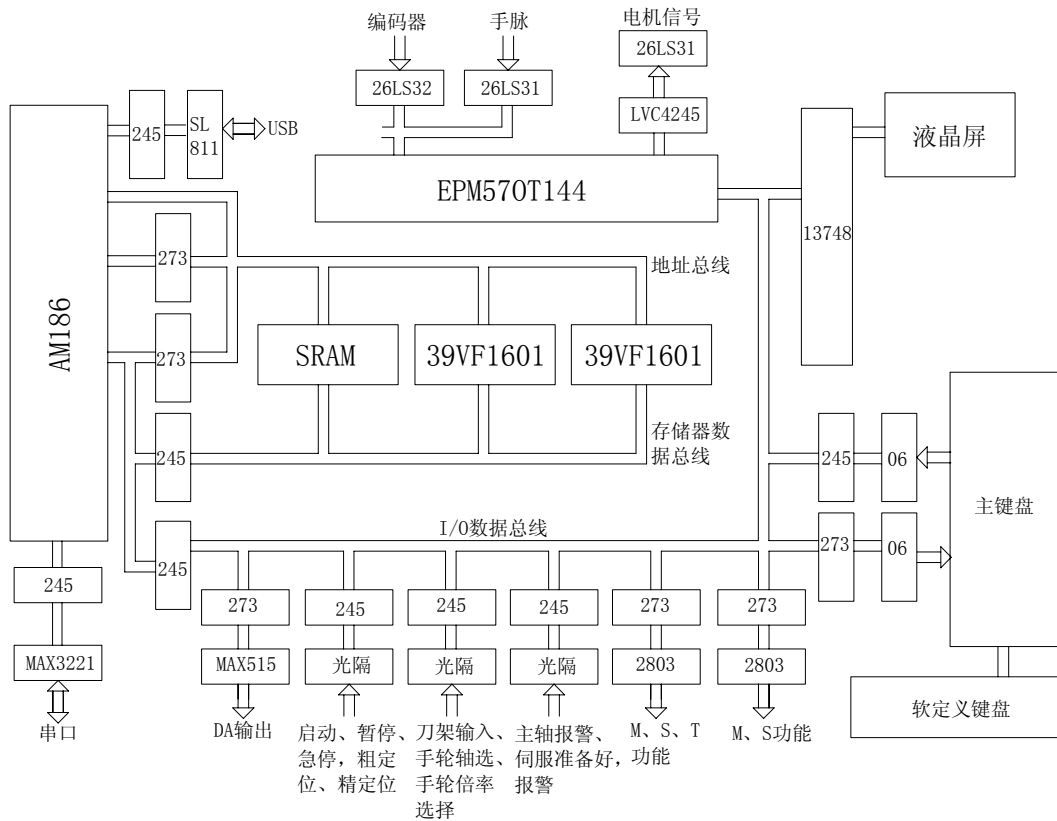 编码器
手脉
电机信号
26LS31
26LS32
26LS31
LVC4245
245
SL
811
USB
液晶屏
EPM570T144
13748
AM186
273
地址总线
273
SRAM
39VF1601
39VF1601
245
存储器数
据总线
245
06
主键盘
I/O数据总线
245
273
06
245
273
245
245
245
273
273
MAX3221
MAX515
光隔
光隔
光隔
2803
2803
软定义键盘
串口
DA输出
启动、暂停、
急停，粗定
位、精定位
刀架输入、
手轮轴选、
手轮倍率
选择
主轴报警、
伺服准备好，
报警
M、S、T
功能
M、S功能